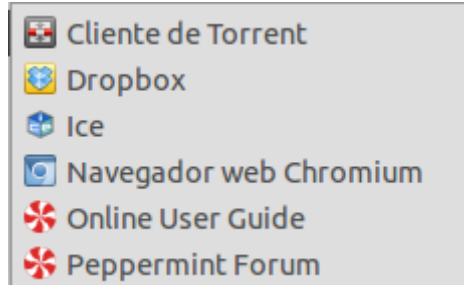 Cliente de Torrent
Dropbox
Ice
Navegador web Chromium
Online User Guide
Peppermint Forum